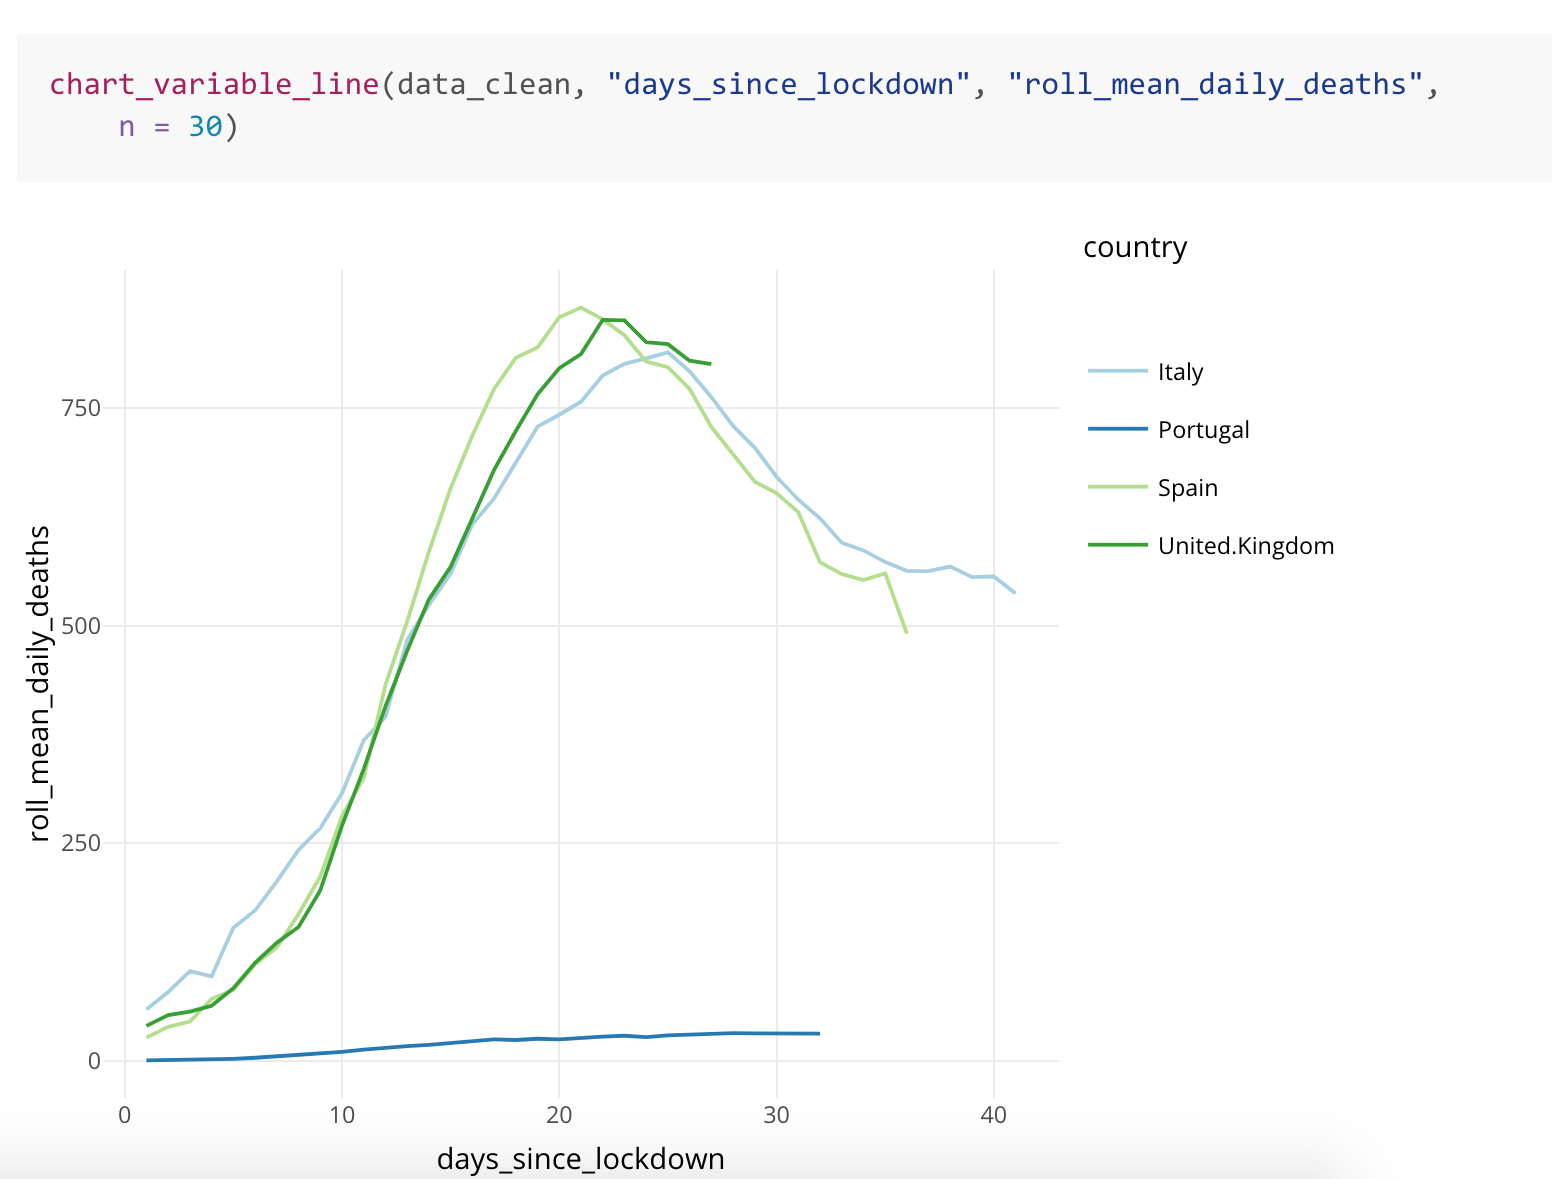 chart_variable_line(data_clean, "days_since_lockdown", "roll_mean_daily_deaths",
n = 30)
country
Italy
Portugal
Spain
United.Kingdom
roll_mean_daily_deaths
750
500
250
0
0 10 20 30 40
days_since_lockdown